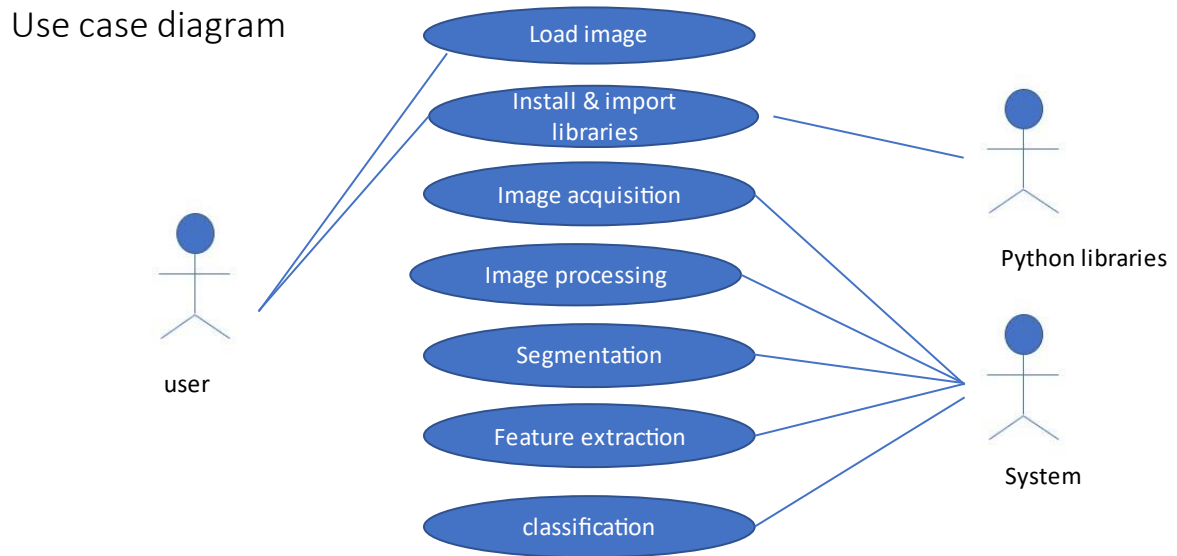 Use case diagram
Load image
Install & import
libraries
Image acquisition
Image processing
Segmentation
Feature extraction
classification
user
Python libraries
System